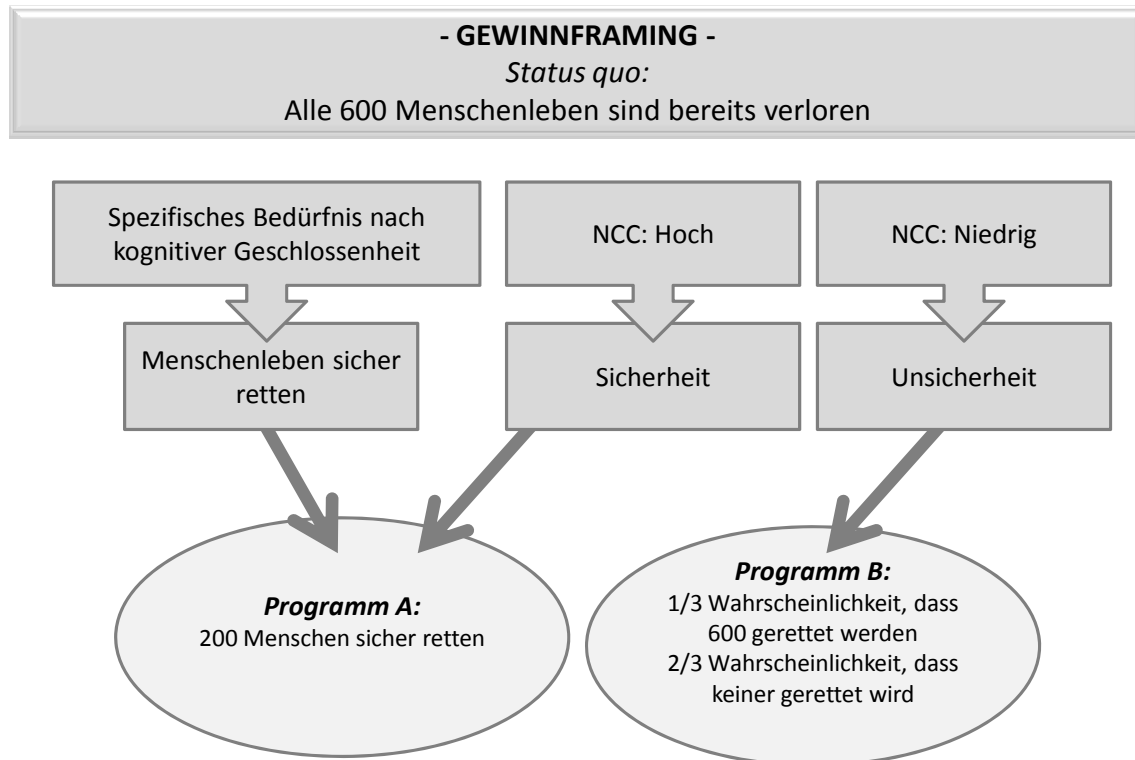 - GEWINNFRAMING -
Status quo:
Alle 600 Menschenleben sind bereits verloren
Spezifisches Bedürfnis nach
kognitiver Geschlossenheit
NCC: Hoch
NCC: Niedrig
Menschenleben sicher
retten
Sicherheit
Unsicherheit
Programm A:
200 Menschen sicher retten
Programm B:
1/3 Wahrscheinlichkeit, dass
600 gerettet werden
2/3 Wahrscheinlichkeit, dass
keiner gerettet wird